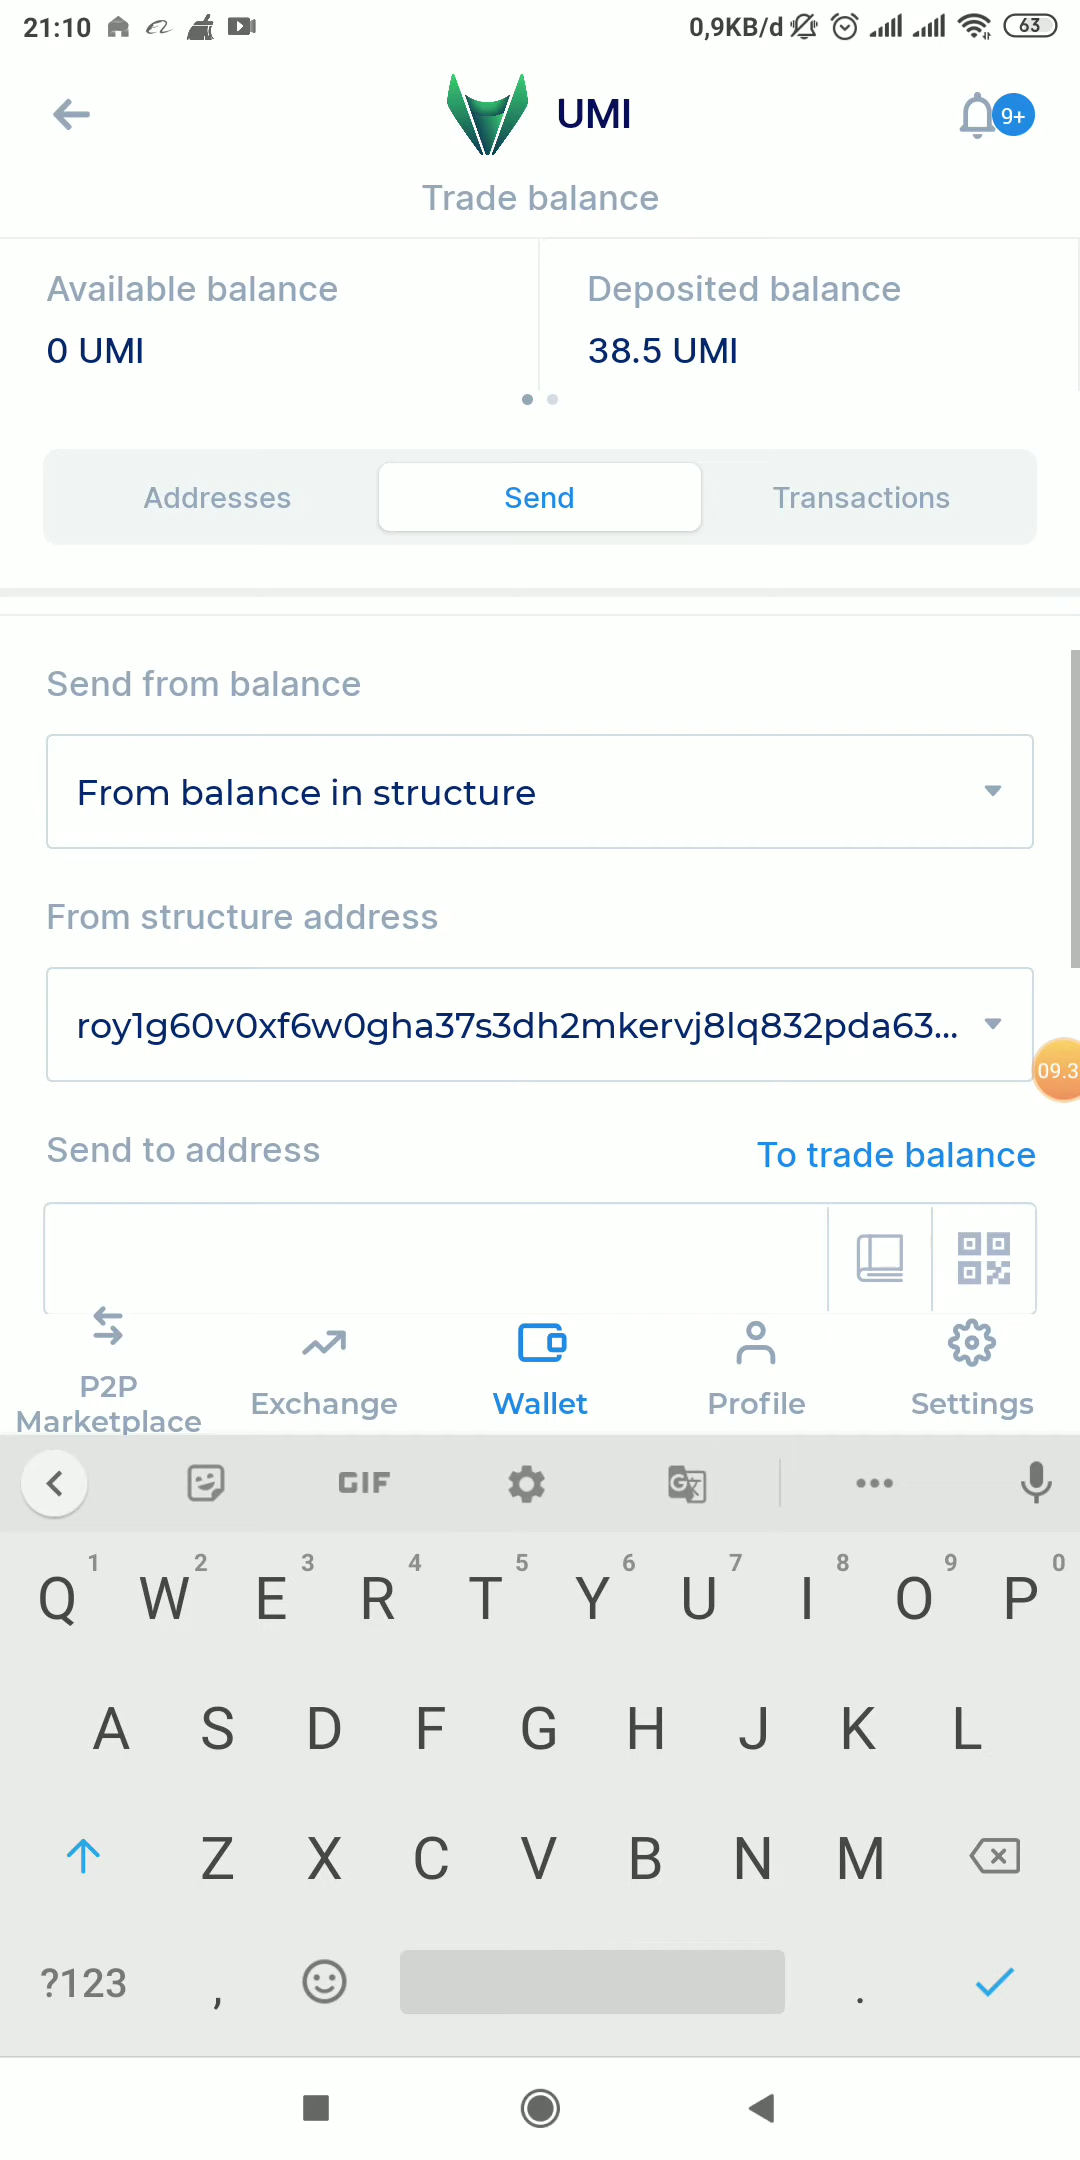 21:10 0,9KB/d 63
UMI 9+
Trade balance
Available balance Deposited balance
0 UMI 38.5 UMI
Addresses Send Transactions
Send from balance
From balance in structure
From structure address
roy1g60v0xf6w0gha37s3dh2mkervj8lq832pda63...
09.3
Send to address To trade balance
P2P Marketplace Exchange Wallet Profile Settings
GIF
1 2 3 4 5 6 7 8 9 0
Q W E R T Y U I O P
A S D F G H J K L
Z X C V B N M
?123 , .